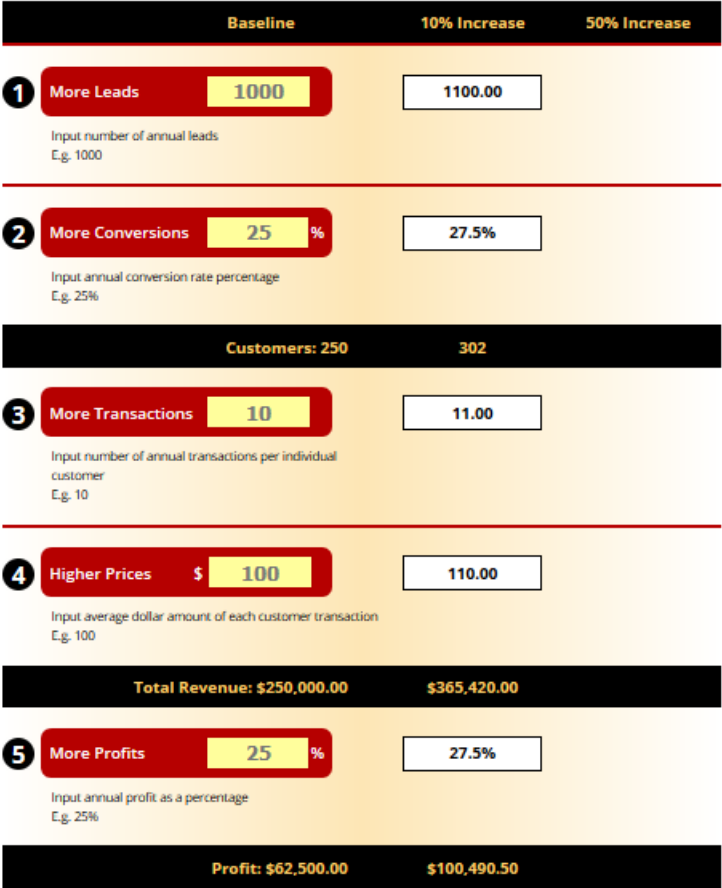 Baseline 10% Increase 50% Increase
1 More Leads 1000 1100.00
Input number of annual leads
E.g. 1000
2 More Conversions 25 % 27.5%
Input annual conversion rate percentage
E.g. 25%
Customers: 250 302
3 More Transactions 10 11.00
Input number of annual transactions per individual
customer
E.g. 10
4 Higher Prices $ 100 110.00
Input average dollar amount of each customer transaction
E.g. 100
Total Revenue: $250,000.00 $365,420.00
5 More Profits 25 % 27.5%
Input annual profit as a percentage
E.g. 25%
Profit: $62,500.00 $100,490.50